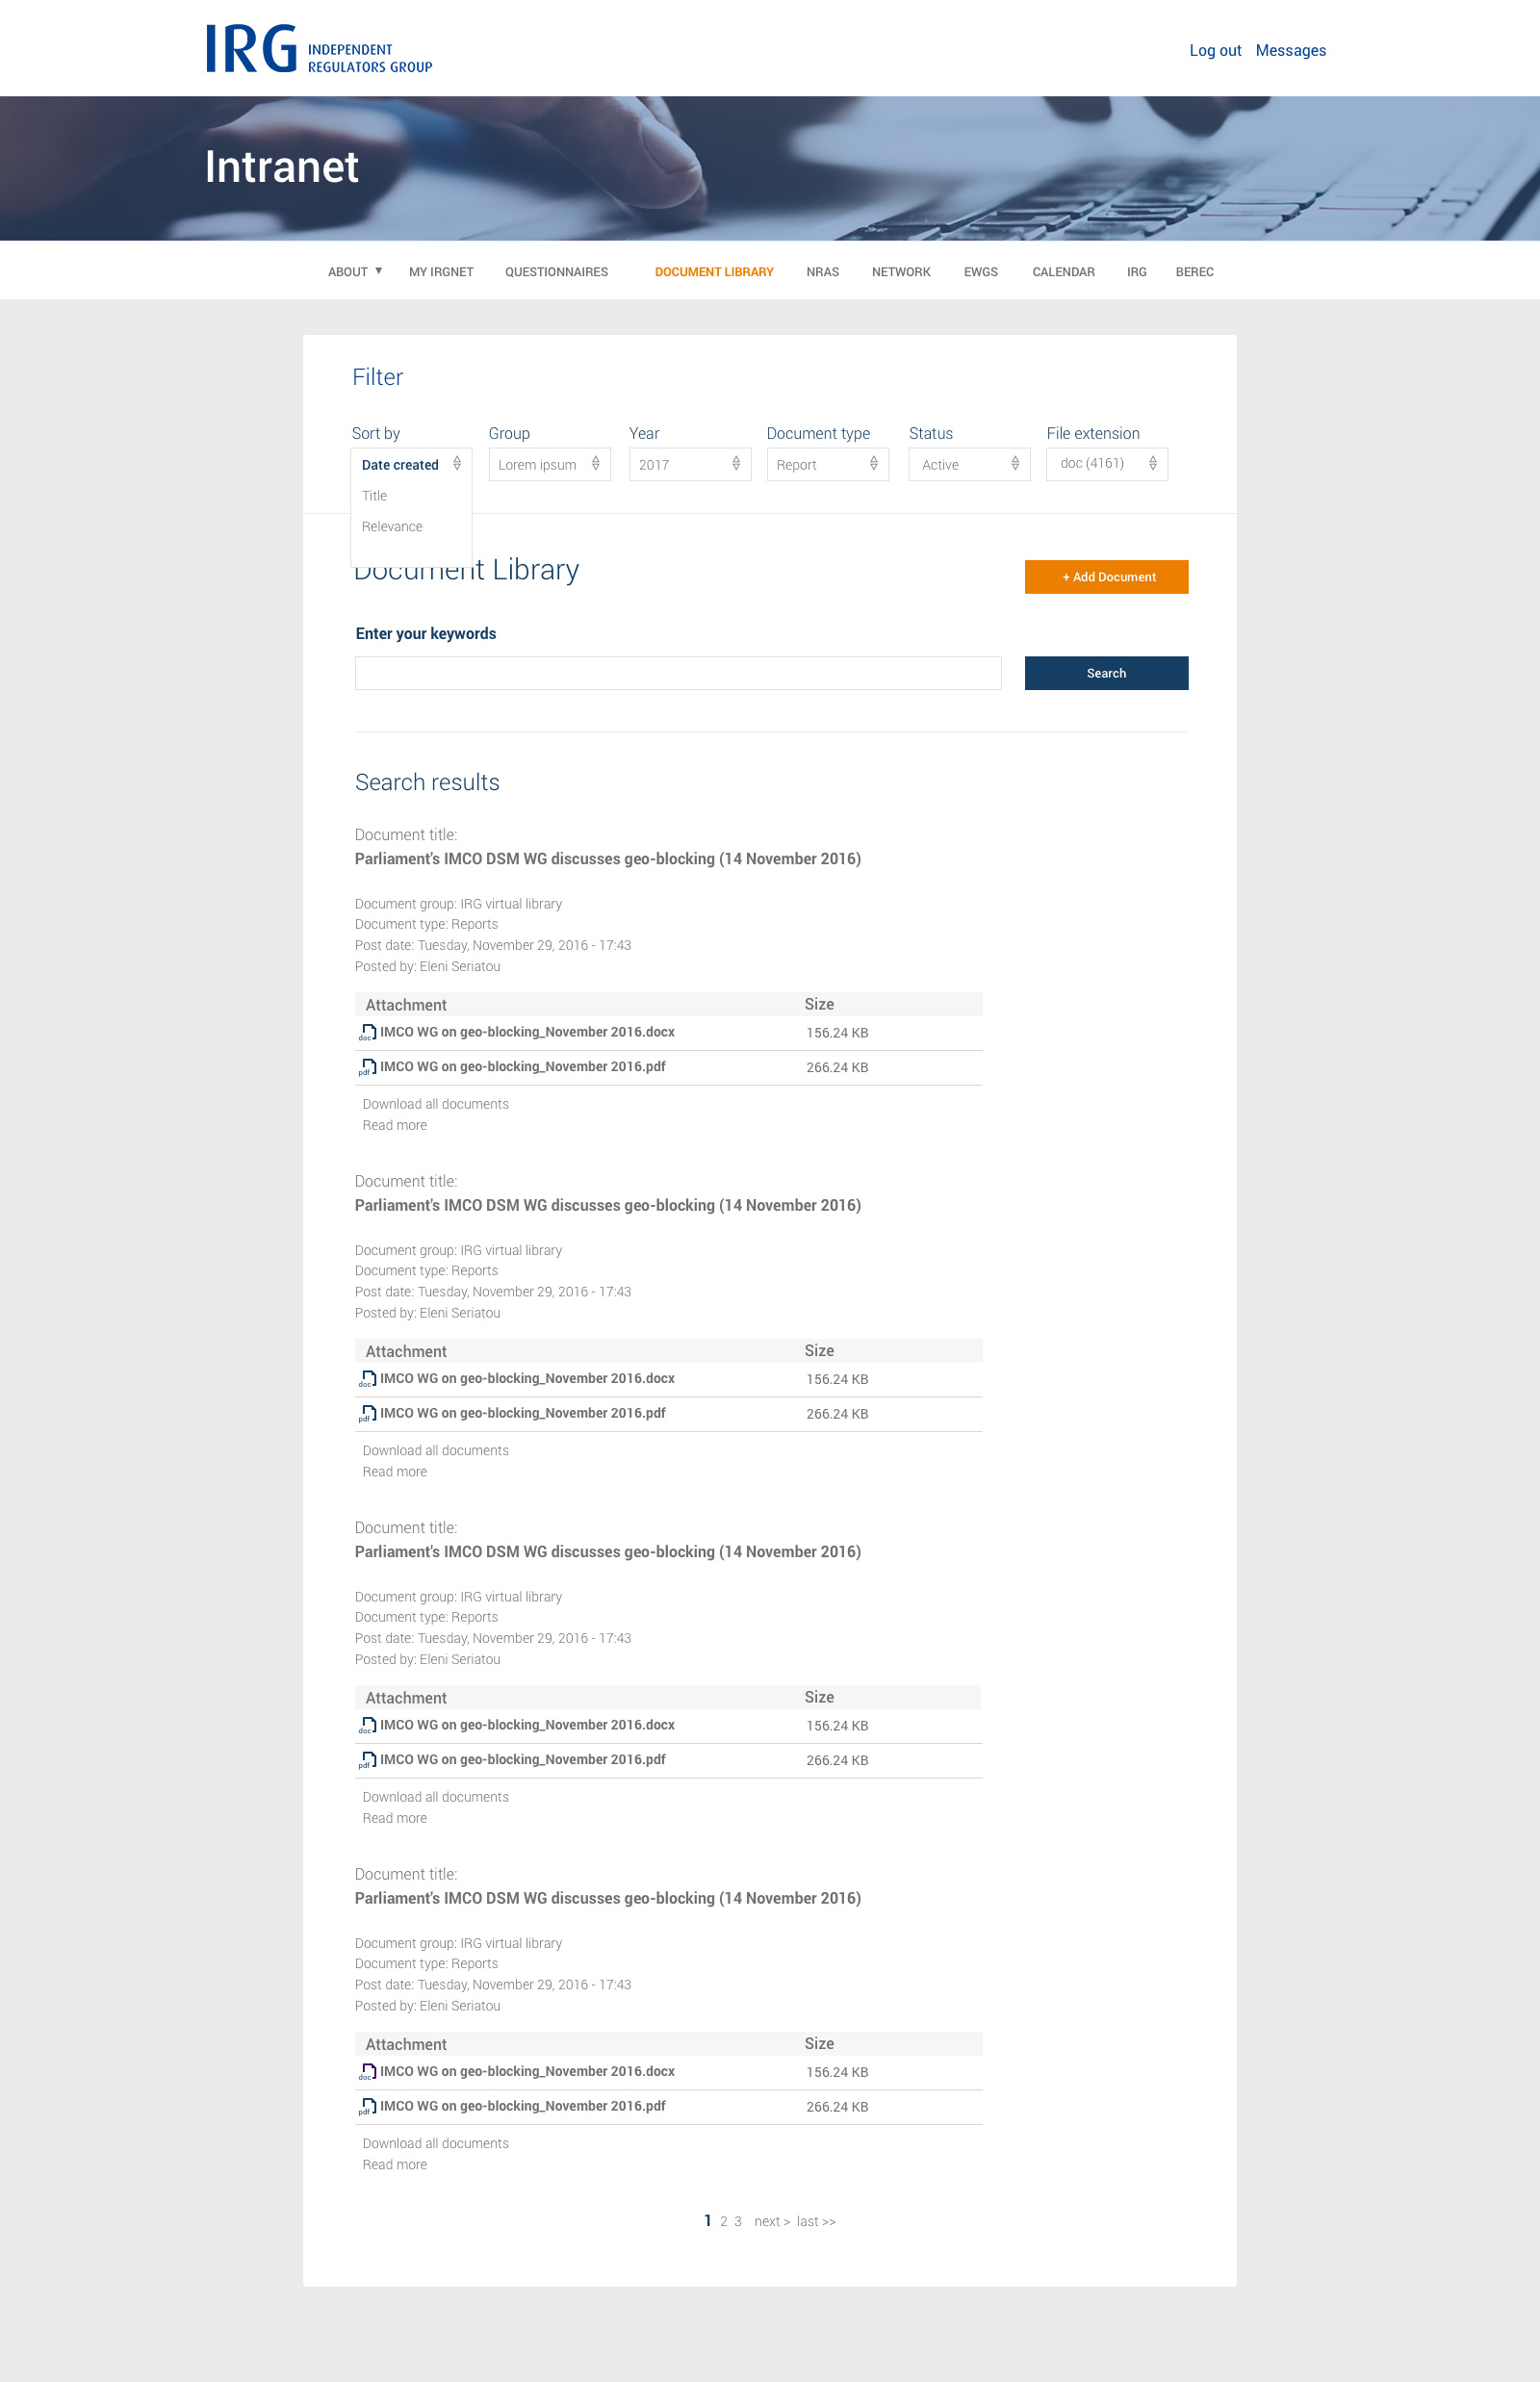 IRG INDEPENDENT
REGULATORS GROUP
Log out Messages
Intranet
ABOUT ▼ MY IRGNET QUESTIONNAIRES DOCUMENT LIBRARY NRAS NETWORK EWGS CALENDAR IRG BEREC
Filter
Sort by Group Year Document type Status File extension
Date created Lorem ipsum 2017 Report Active doc (4161)
Title
Relevance
Document Library
+ Add Document
Enter your keywords
Search
Search results
Document title:
Parliament's IMCO DSM WG discusses geo-blocking (14 November 2016)
Document group: IRG virtual library
Document type: Reports
Post date: Tuesday, November 29, 2016 - 17:43
Posted by: Eleni Seriatou
Attachment Size
doc IMCO WG on geo-blocking_November 2016.docx 156.24 KB
pdf IMCO WG on geo-blocking_November 2016.pdf 266.24 KB
Download all documents
Read more
Document title:
Parliament's IMCO DSM WG discusses geo-blocking (14 November 2016)
Document group: IRG virtual library
Document type: Reports
Post date: Tuesday, November 29, 2016 - 17:43
Posted by: Eleni Seriatou
Attachment Size
doc IMCO WG on geo-blocking_November 2016.docx 156.24 KB
pdf IMCO WG on geo-blocking_November 2016.pdf 266.24 KB
Download all documents
Read more
Document title:
Parliament's IMCO DSM WG discusses geo-blocking (14 November 2016)
Document group: IRG virtual library
Document type: Reports
Post date: Tuesday, November 29, 2016 - 17:43
Posted by: Eleni Seriatou
Attachment Size
doc IMCO WG on geo-blocking_November 2016.docx 156.24 KB
pdf IMCO WG on geo-blocking_November 2016.pdf 266.24 KB
Download all documents
Read more
Document title:
Parliament's IMCO DSM WG discusses geo-blocking (14 November 2016)
Document group: IRG virtual library
Document type: Reports
Post date: Tuesday, November 29, 2016 - 17:43
Posted by: Eleni Seriatou
Attachment Size
doc IMCO WG on geo-blocking_November 2016.docx 156.24 KB
pdf IMCO WG on geo-blocking_November 2016.pdf 266.24 KB
Download all documents
Read more
1 2 3 next > last >>